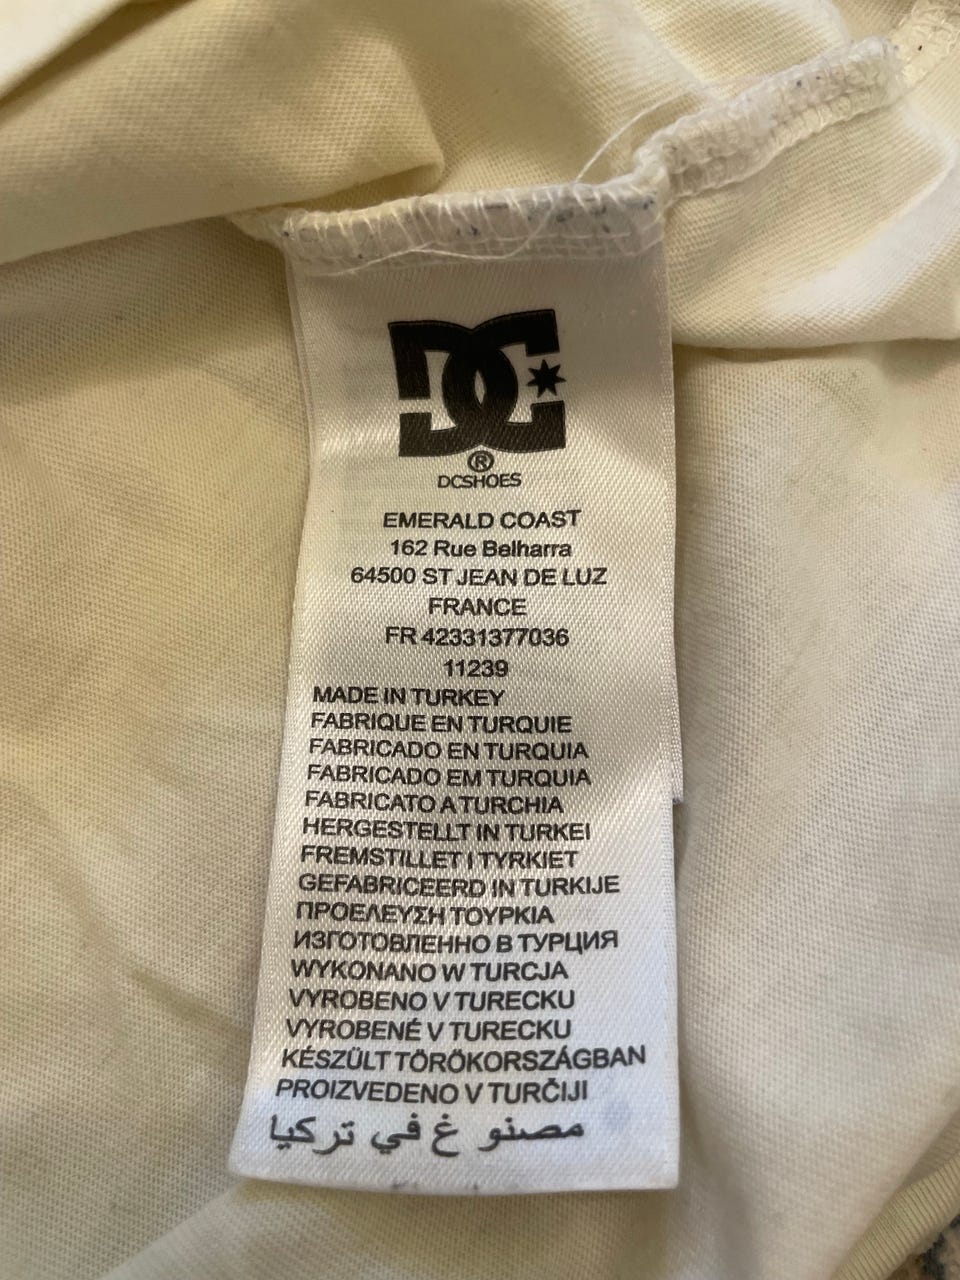 DC
®
DCSHOES
EMERALD COAST
162 Rue Belharra
64500 ST JEAN DE LUZ
FRANCE
FR 42331377036
11239
MADE IN TURKEY
FABRIQUE EN TURQUIE
FABRICADO EN TURQUIA
FABRICADO EM TURQUIA
FABRICATO A TURCHIA
HERGESTELLT IN TURKEI
FREMSTILLET I TYRKIET
GEFABRICEERD IN TURKIJE
ΠΡΟΕΛΕΥΣΗ ΤΟΥΡΚΙΑ
ИЗГОТОВЛЕННО В ТУРЦИЯ
WYKONANO W TURCJA
VYROBENO V TURECKU
VYROBENÉ V TURECKU
KÉSZÜLT TÖRÖKORSZÁGBAN
PROIZVEDENO V TURČIJI
مصنو غ في تركيا